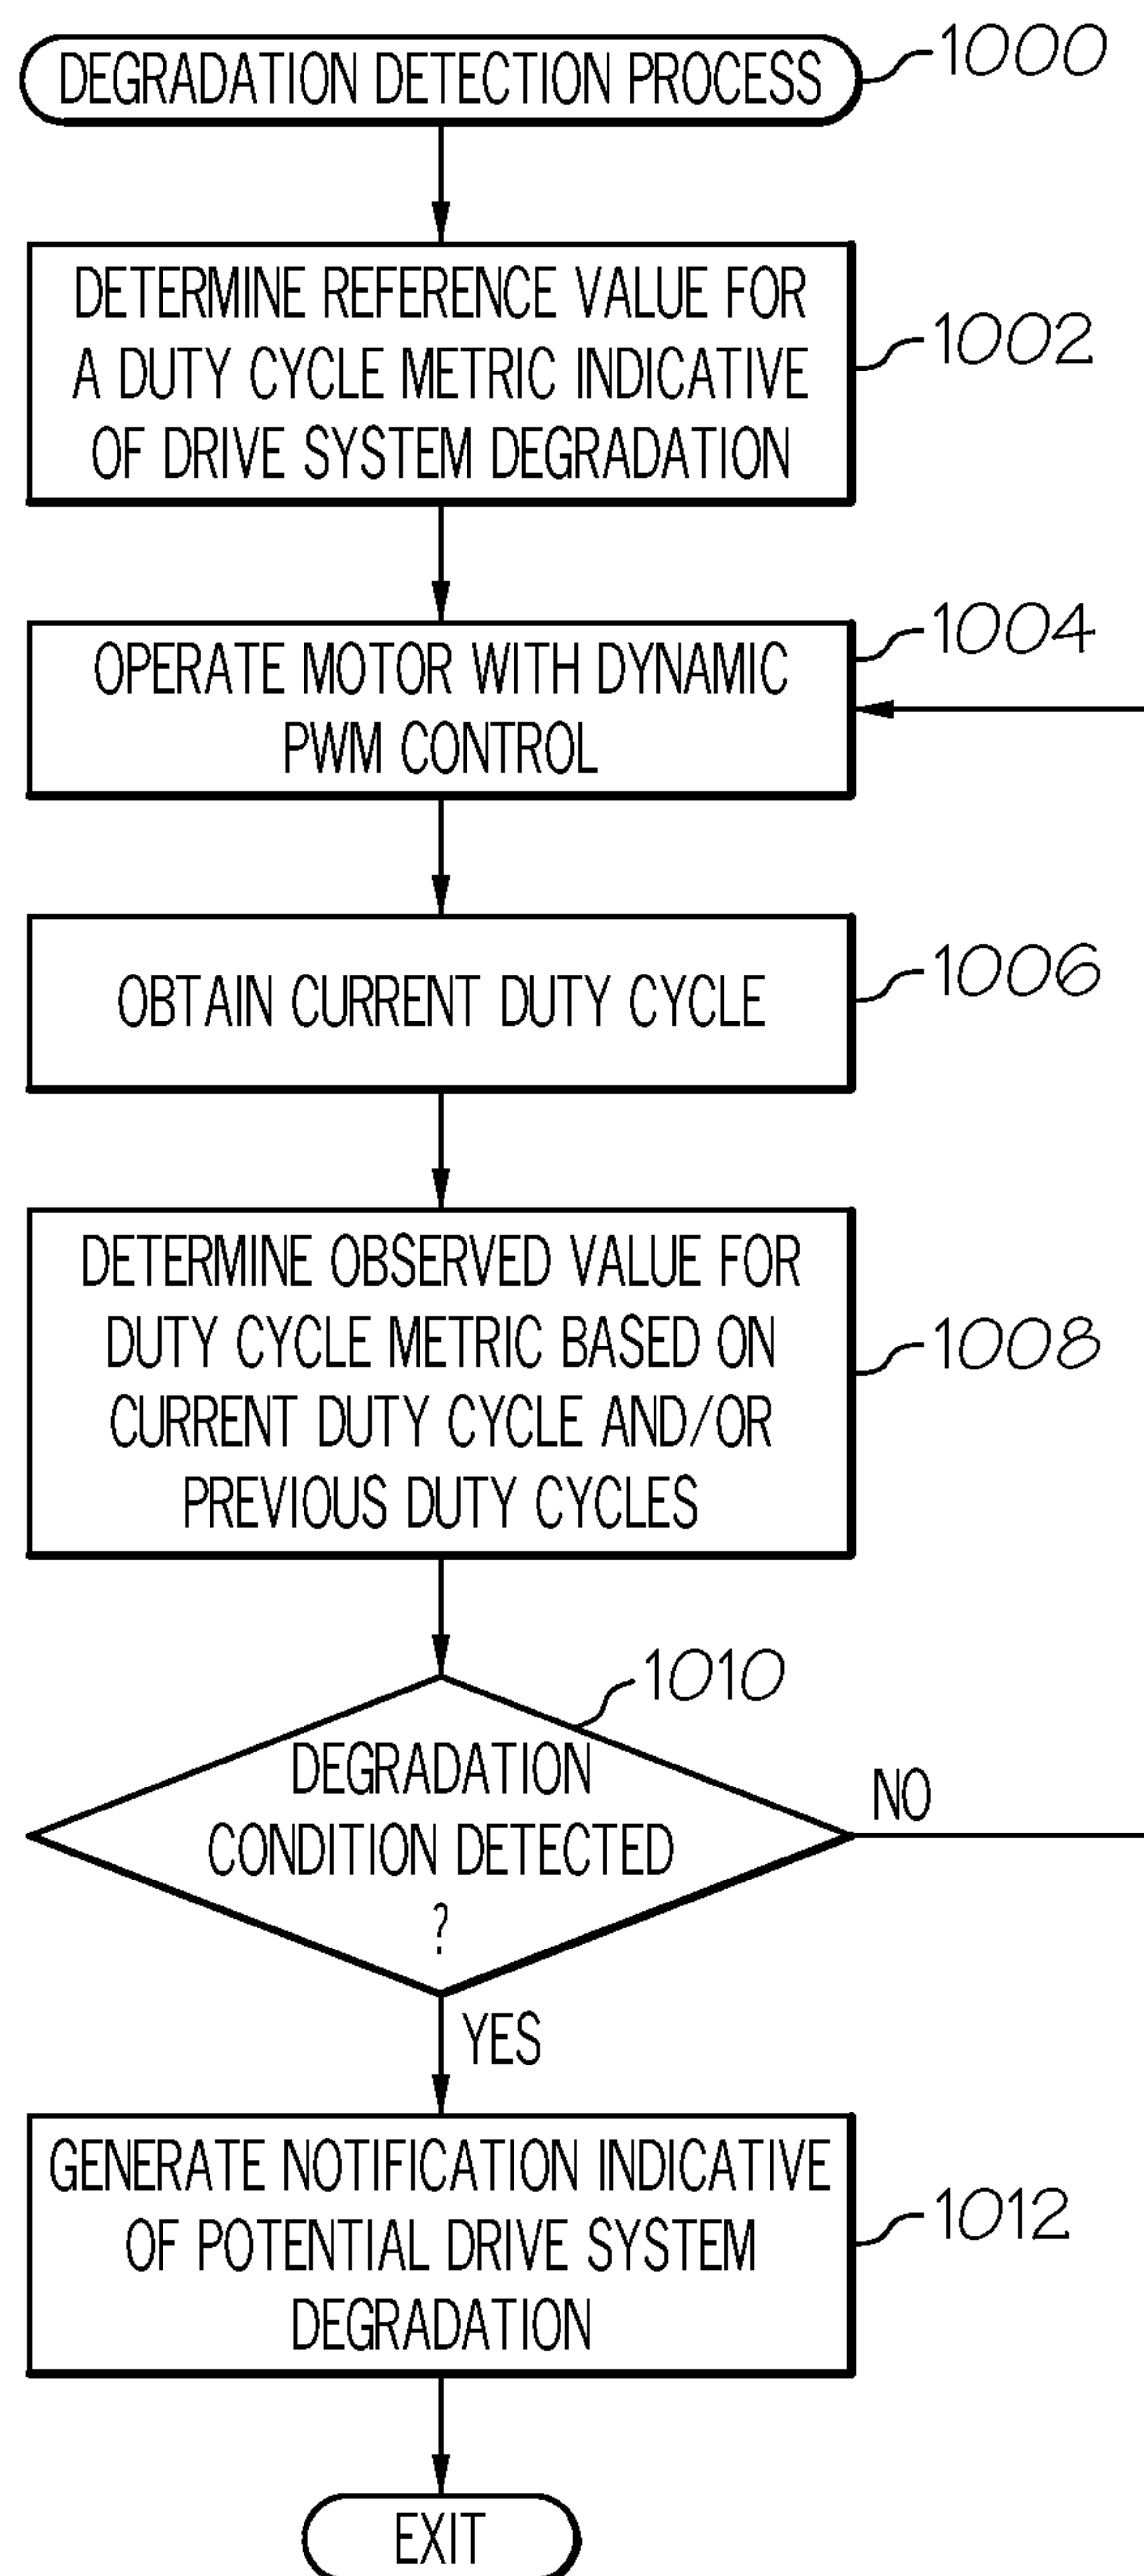 DEGRADATION DETECTION PROCESS
1000
DETERMINE REFERENCE VALUE FOR
A DUTY CYCLE METRIC INDICATIVE
OF DRIVE SYSTEM DEGRADATION
1002
OPERATE MOTOR WITH DYNAMIC
PWM CONTROL
1004
OBTAIN CURRENT DUTY CYCLE
1006
DETERMINE OBSERVED VALUE FOR
DUTY CYCLE METRIC BASED ON
CURRENT DUTY CYCLE AND/OR
PREVIOUS DUTY CYCLES
1008
1010
DEGRADATION
CONDITION DETECTED
?
NO
YES
GENERATE NOTIFICATION INDICATIVE
OF POTENTIAL DRIVE SYSTEM
DEGRADATION
1012
EXIT